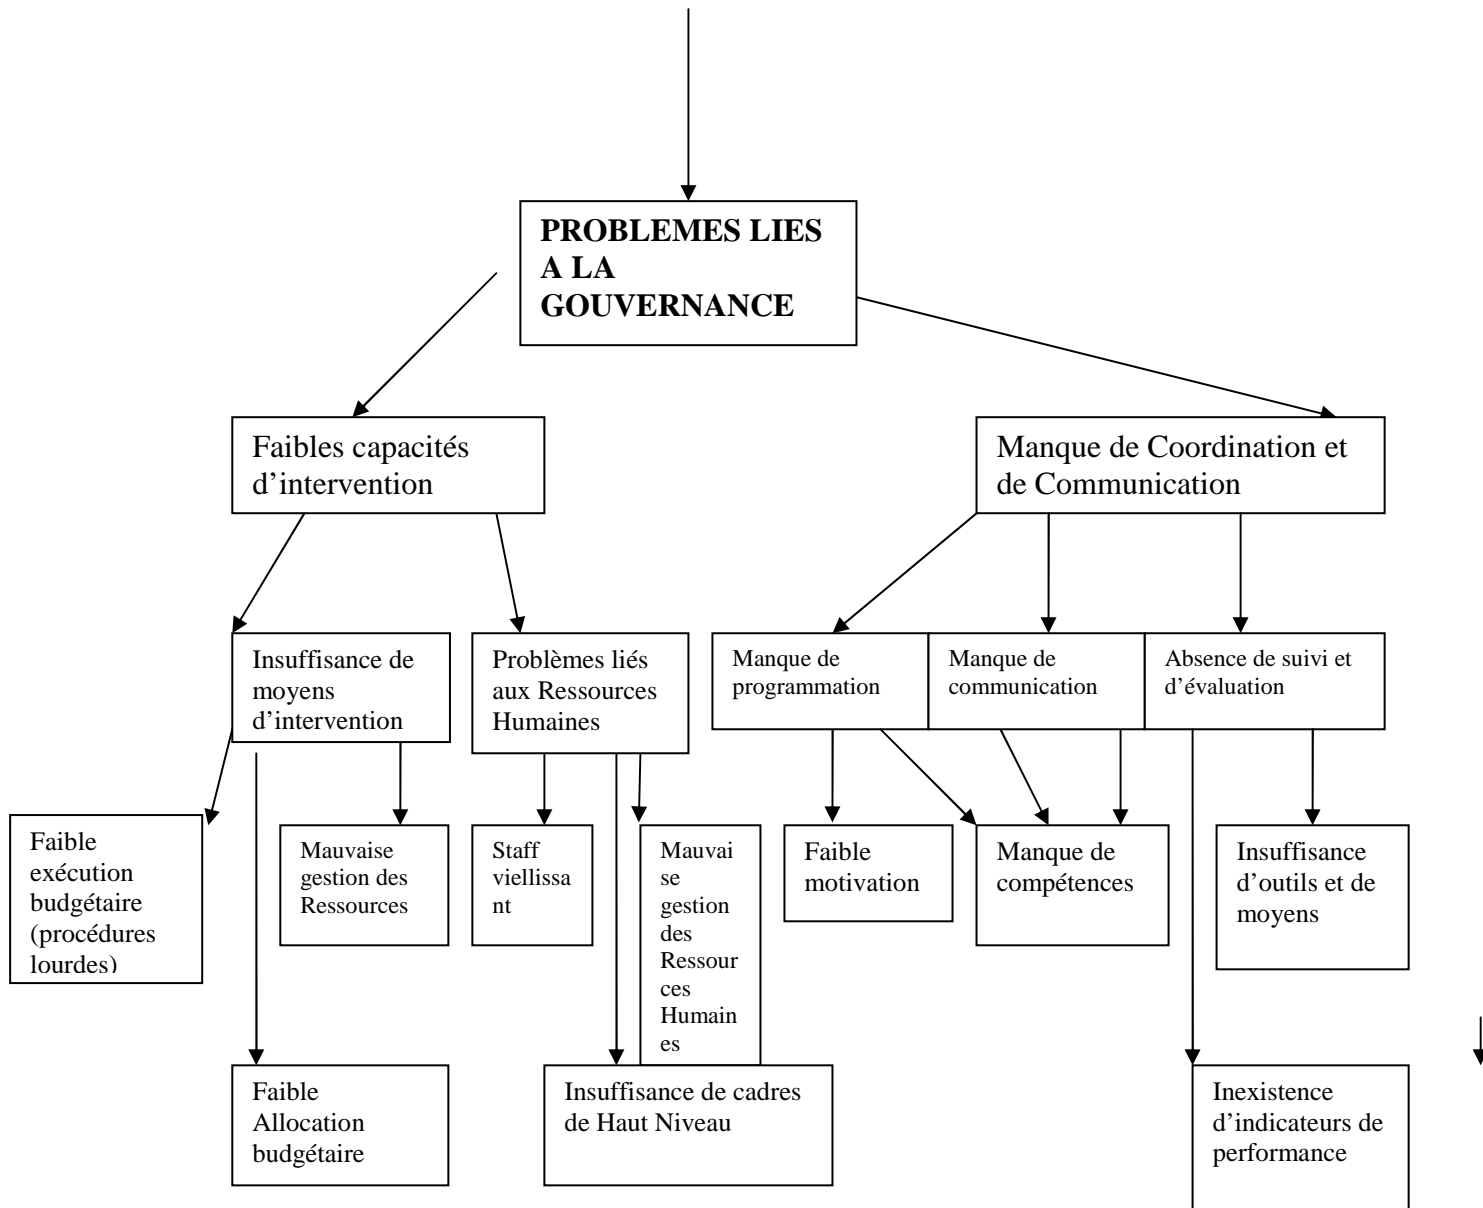 PROBLEMES LIES
A LA
GOUVERNANCE
Faibles capacités
d’intervention
Manque de Coordination et
de Communication
Insuffisance de
moyens
d’intervention
Problèmes liés
aux Ressources
Humaines
Manque de
programmation
Manque de
communication
Absence de suivi et
d’évaluation
Faible
exécution
budgétaire
(procédures
lourdes)
Mauvaise
gestion des
Ressources
Staff
viellissa
nt
Mauvai
se
gestion
des
Ressour
ces
Humain
es
Faible
motivation
Manque de
compétences
Insuffisance
d’outils et de
moyens
Faible
Allocation
budgétaire
Insuffisance de cadres
de Haut Niveau
Inexistence
d’indicateurs de
performance